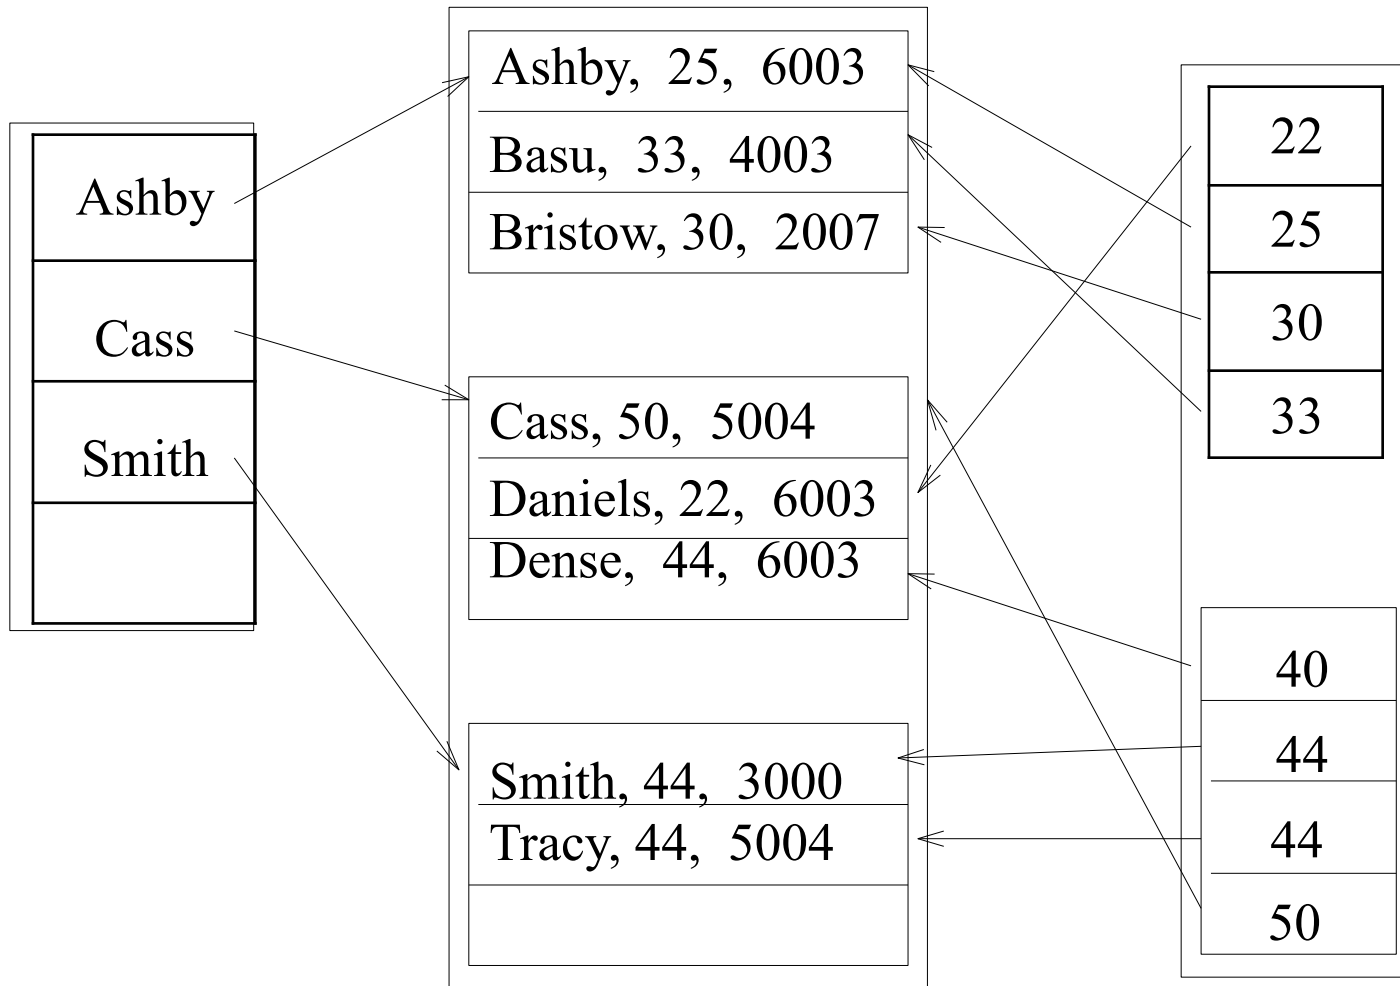 Ashby
Cass
Smith
Ashby, 25, 6003
Basu, 33, 4003
Bristow, 30, 2007
Cass, 50, 5004
Daniels, 22, 6003
Dense, 44, 6003
Smith, 44, 3000
Tracy, 44, 5004
22
25
30
33
40
44
44
50